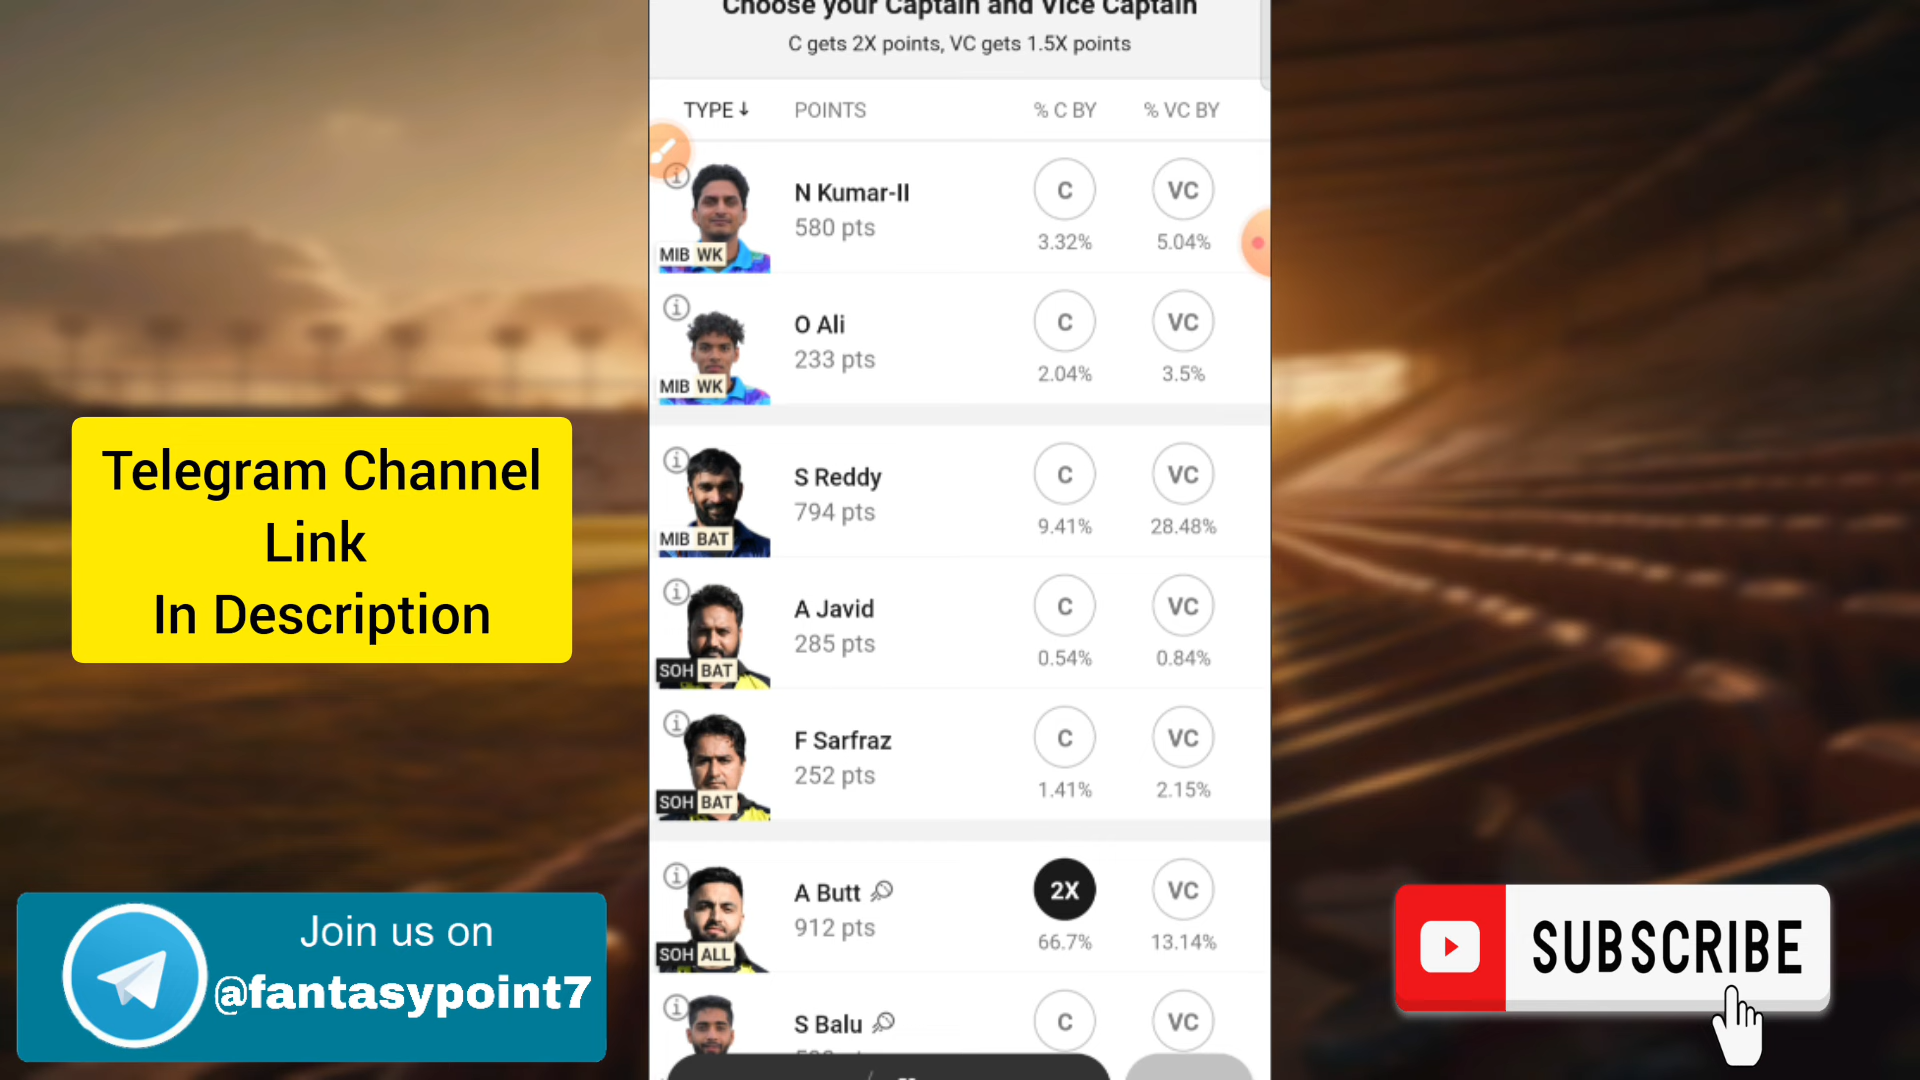 Choose your Captain and Vice Captain
C gets 2X points, VC gets 1.5X points
TYPE↓ POINTS % C BY % VC BY
N Kumar-II
580 pts
MIB WK
C VC
3.32% 5.04%
O Ali
233 pts
MIB WK
C VC
2.04% 3.5%
S Reddy
794 pts
MIB BAT
C VC
9.41% 28.48%
A Javid
285 pts
SOH BAT
C VC
0.54% 0.84%
F Sarfraz
252 pts
SOH BAT
C VC
1.41% 2.15%
A Butt
912 pts
SOH ALL
2X VC
66.7% 13.14%
S Balu
C VC
Telegram Channel
Link
In Description
Join us on
@fantasypoint7
SUBSCRIBE